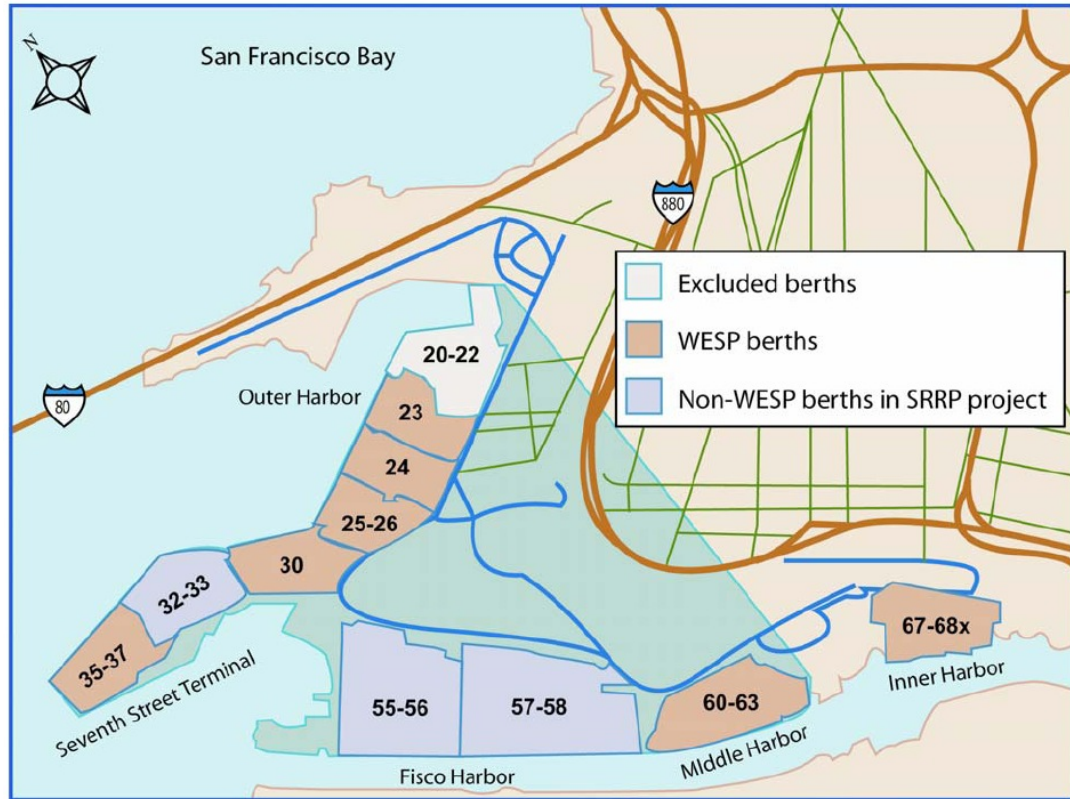 N
San Francisco Bay
880
Excluded berths
WESP berths
Non-WESP berths in SRRP project
20-22
Outer Harbor
80
23
24
25-26
30
32-33
35-37
Seventh Street Terminal
67-68x
Inner Harbor
60-63
55-56
57-58
MIddle Harbor
Fisco Harbor